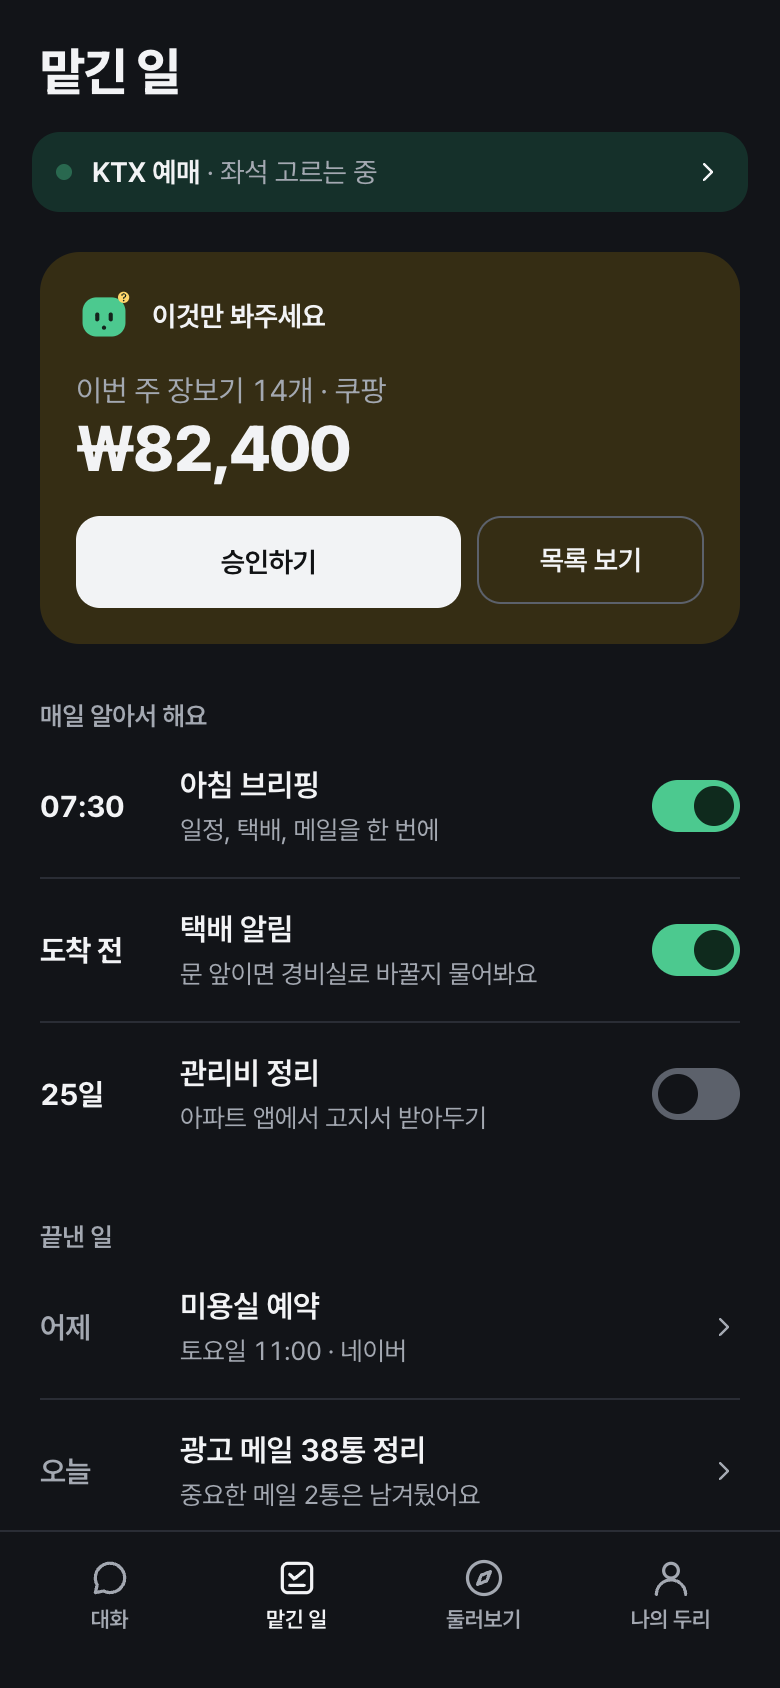 맡긴 일
KTX 예매 · 좌석 고르는 중
?
이것만 봐주세요
이번 주 장보기 14개 · 쿠팡
₩82,400
승인하기
목록 보기
매일 알아서 해요
07:30
아침 브리핑
일정, 택배, 메일을 한 번에
도착 전
택배 알림
문 앞이면 경비실로 바꿀지 물어봐요
25일
관리비 정리
아파트 앱에서 고지서 받아두기
끝낸 일
어제
미용실 예약
토요일 11:00 · 네이버
오늘
광고 메일 38통 정리
중요한 메일 2통은 남겨뒀어요
대화
맡긴 일
둘러보기
나의 두리